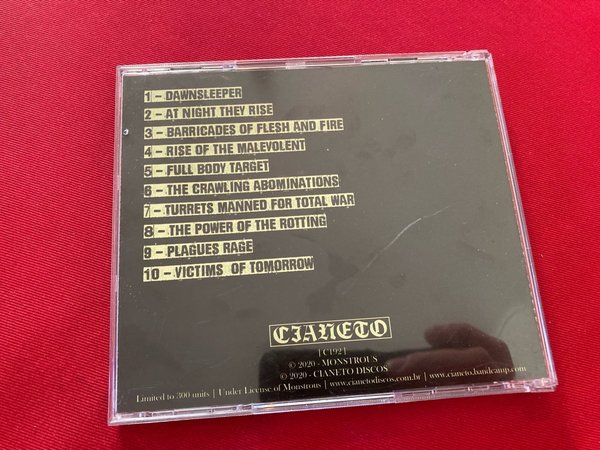 1 - DAWNSLEEPER
2 - AT NIGHT THEY RISE
3 - BARRICADES OF FLESH AND FIRE
4 - RISE OF THE MALEVOLENT
5 - FULL BODY TARGET
6 - THE CRAWLING ABOMINATIONS
7 - TURRETS MANNED FOR TOTAL WAR
8 - THE POWER OF THE ROTTING
9 - PLAGUES RAGE
10 - VICTIMS OF TOMORROW
CIANETO
[C192]
© 2020 - MONSTROUS
© 2020 - CIANETO DISCOS
Limited to 300 units | Under License of Monstrous | www.cianetodiscos.com.br | www.cianeto.bandcamp.com